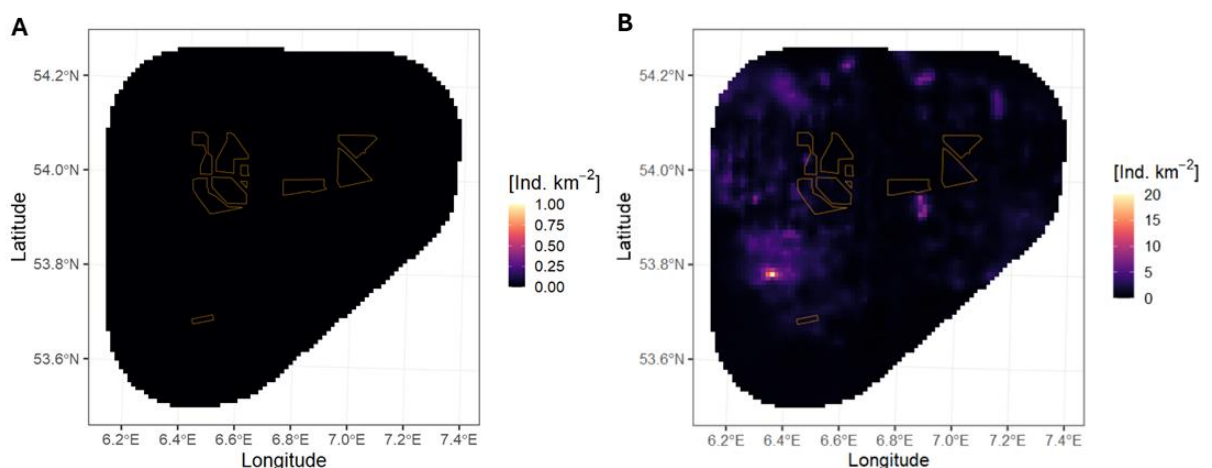 A
54.2°N
54.0°N
53.8°N
53.6°N
Latitude
6.2°E 6.4°E 6.6°E 6.8°E 7.0°E 7.2°E 7.4°E
Longitude
[Ind. km⁻²]
1.00
0.75
0.50
0.25
0.00
B
54.2°N
54.0°N
53.8°N
53.6°N
Latitude
6.2°E 6.4°E 6.6°E 6.8°E 7.0°E 7.2°E 7.4°E
Longitude
[Ind. km⁻²]
20
15
10
5
0